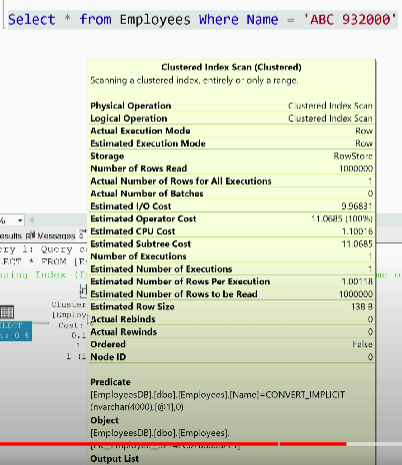 Select * from Employees Where Name = 'ABC 932000'
Clustered Index Scan (Clustered)
Scanning a clustered index, entirely or only a range.
Physical Operation Clustered Index Scan
Logical Operation Clustered Index Scan
Actual Execution Mode Row
Estimated Execution Mode Row
Storage RowStore
Number of Rows Read 1000000
Actual Number of Rows for All Executions 1
Actual Number of Batches 0
Estimated I/O Cost 9.96831
Estimated Operator Cost 11.0685 (100%)
Estimated CPU Cost 1.10016
Estimated Subtree Cost 11.0685
Number of Executions 1
Estimated Number of Executions 1
Estimated Number of Rows Per Execution 1.00118
Estimated Number of Rows to be Read 1000000
Estimated Row Size 138 B
Actual Rebinds 0
Actual Rewinds 0
Ordered False
Node ID 0
Predicate
[EmployeesDB].[dbo].[Employees].[Name]=CONVERT_IMPLICIT
(nvarchar(4000),[@1],0)
Object
[EmployeesDB].[dbo].[Employees].
Output List
%
esults Messages
ery 1: Query c
LECT * FROM [E
ssing Index (I
Cluster
[Employ
Cost:
0.1
1
1 (1